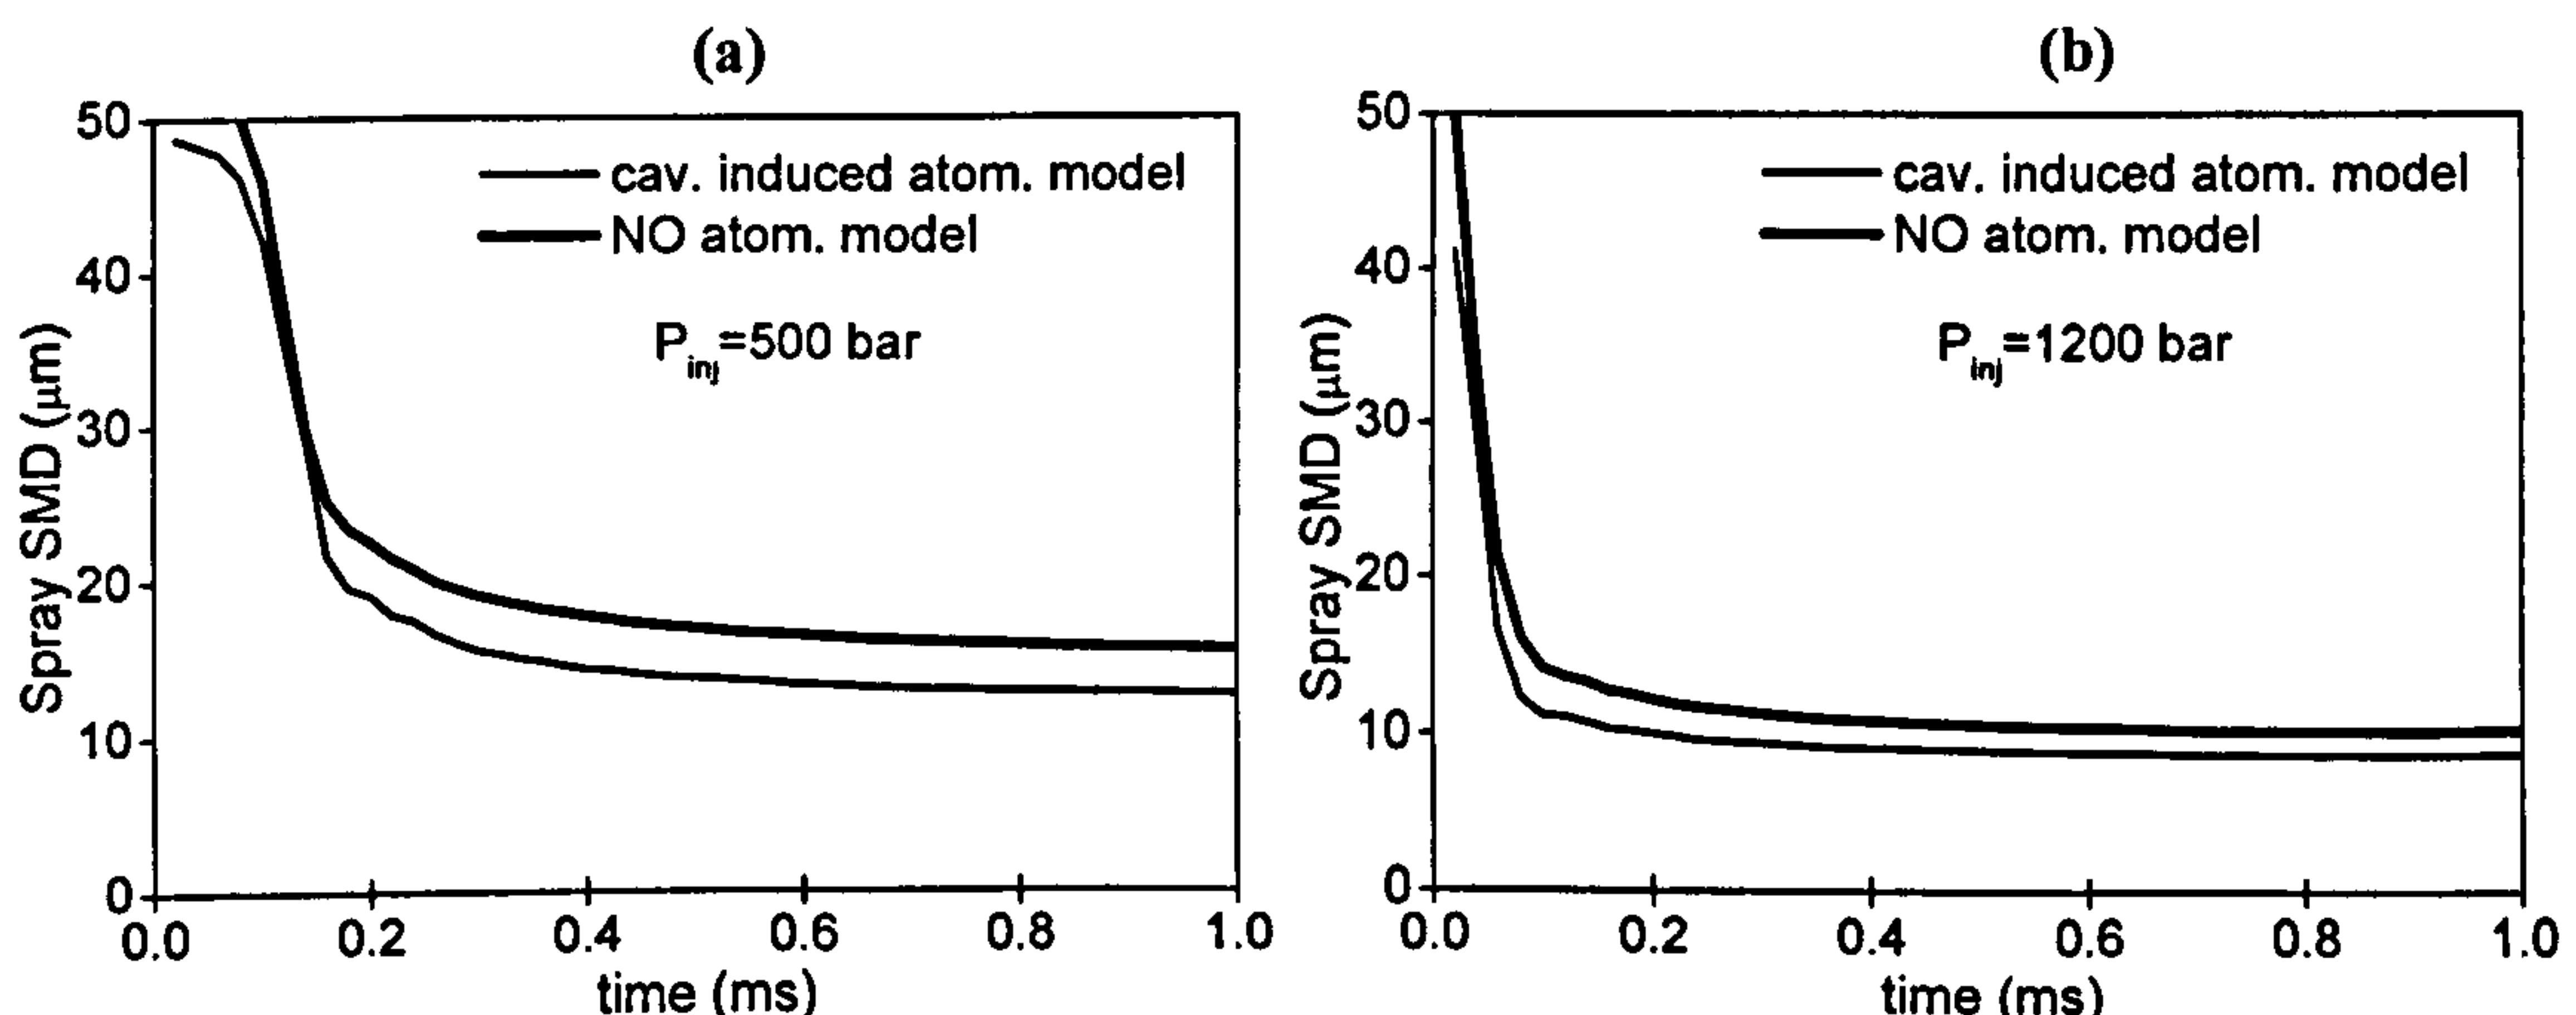 (a)
50
40
30
20
10
0
Spray SMD (μm)
cav. induced atom. model
NO atom. model
P_inj=500 bar
0.0 0.2 0.4 0.6 0.8 1.0
time (ms)
(b)
50
40
30
20
10
0
Spray SMD (μm)
cav. induced atom. model
NO atom. model
P_inj=1200 bar
0.0 0.2 0.4 0.6 0.8 1.0
time (ms)